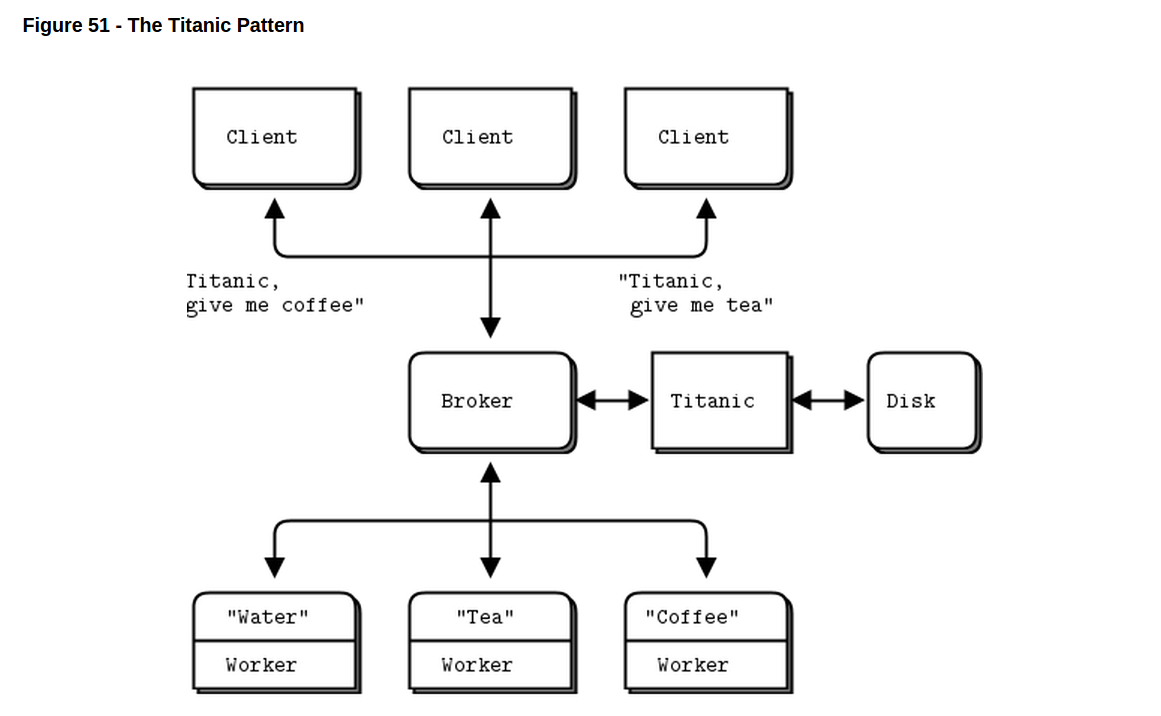 Figure 51 - The Titanic Pattern
Client
Client
Client
Titanic,
give me coffee"
"Titanic,
give me tea"
Broker
Titanic
Disk
"Water"
"Tea"
"Coffee"
Worker
Worker
Worker